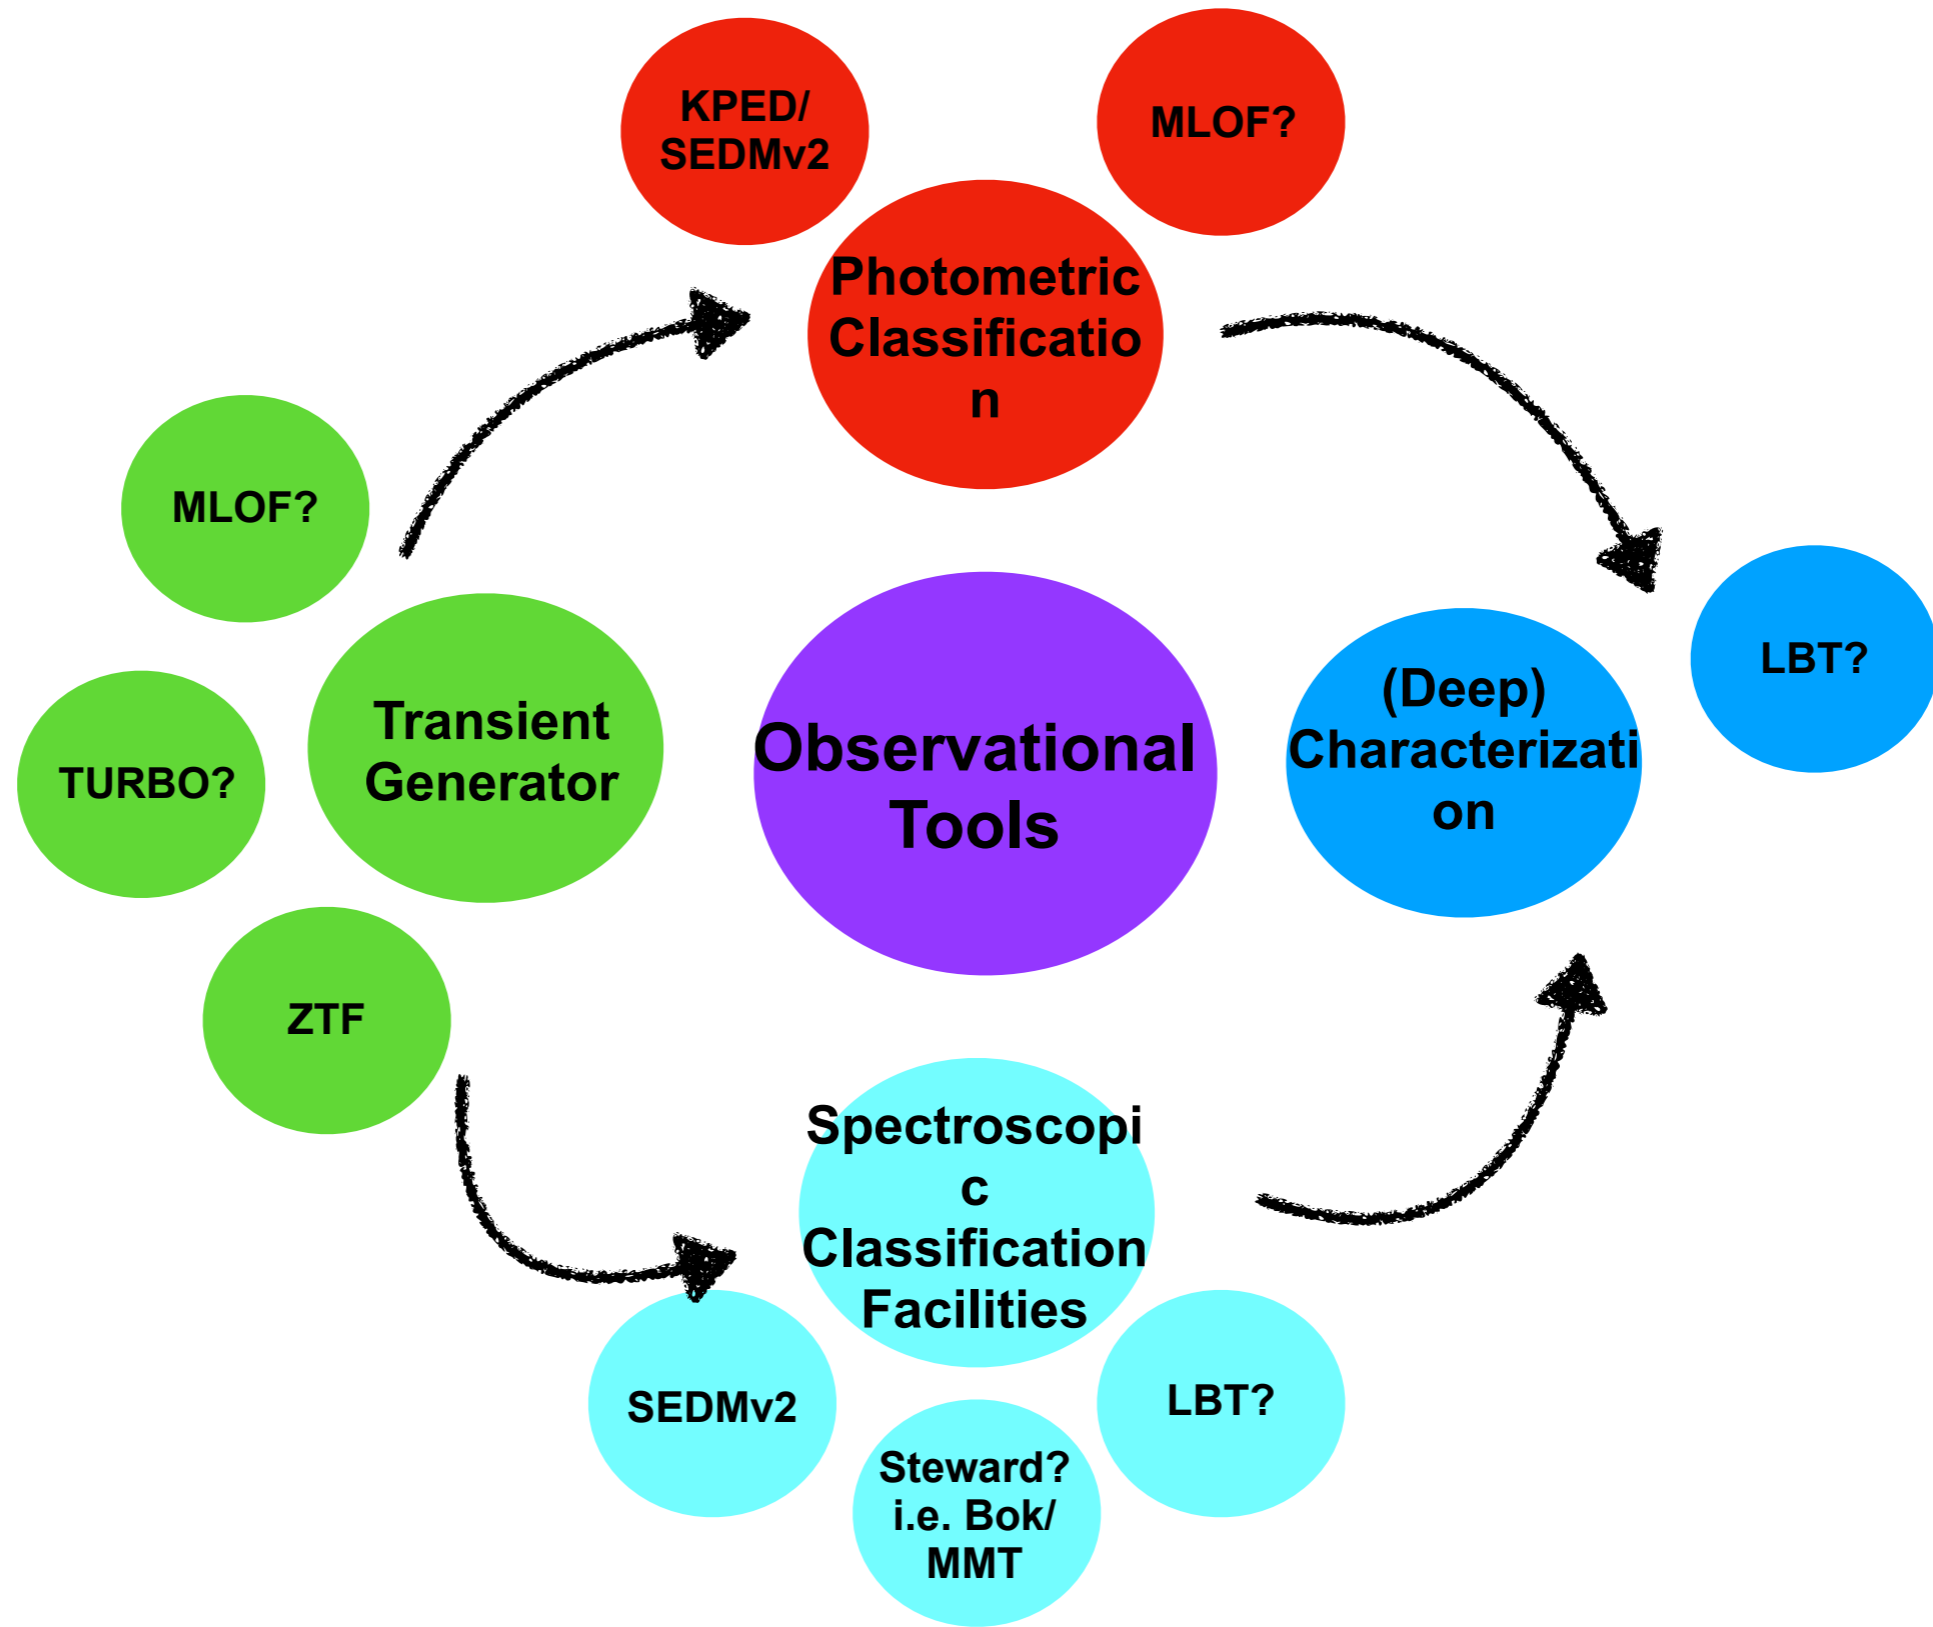 KPED/
SEDMv2
MLOF?
Photometric
Classificatio
n
MLOF?
TURBO?
Transient
Generator
ZTF
Observational
Tools
(Deep)
Characterizati
on
LBT?
Spectroscopi
c
Classification
Facilities
SEDMv2
Steward?
i.e. Bok/
MMT
LBT?